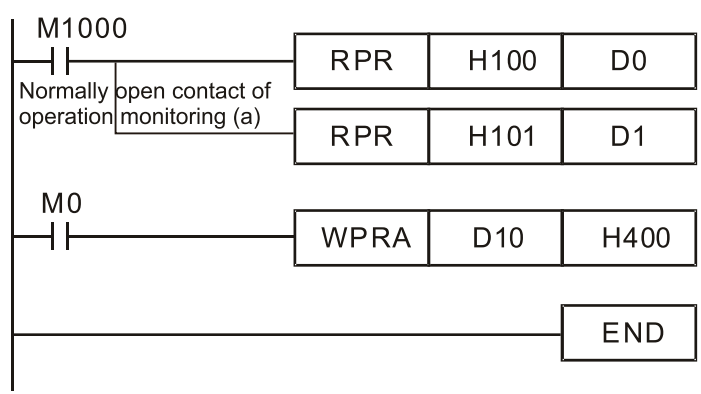 M1000
RPR H100 D0
Normally open contact of
operation monitoring (a)
RPR H101 D1
M0
WPRA D10 H400
END